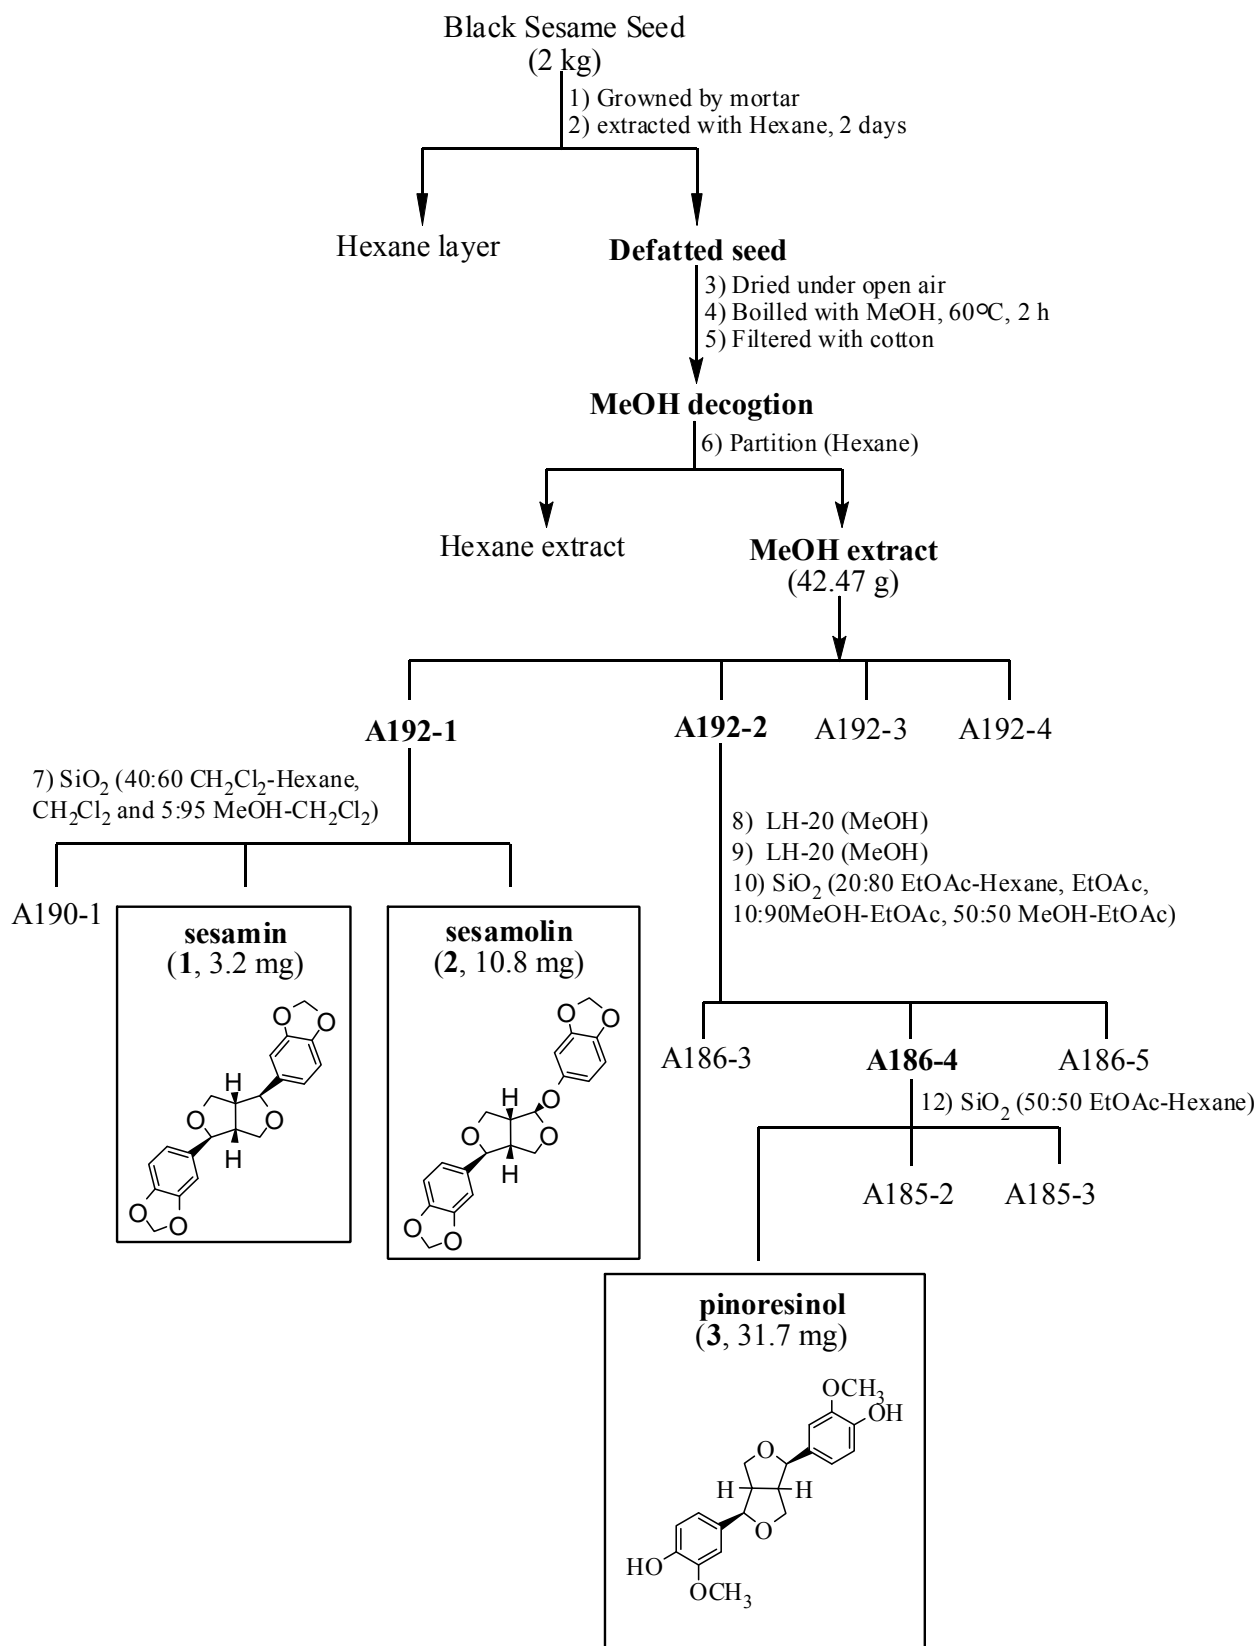 Black Sesame Seed
(2 kg)
1) Growned by mortar
2) extracted with Hexane, 2 days
Hexane layer
Defatted seed
3) Dried under open air
4) Boilled with MeOH, 60°C, 2 h
5) Filtered with cotton
MeOH decogtion
6) Partition (Hexane)
Hexane extract
MeOH extract
(42.47 g)
A192-1
A192-2
A192-3
A192-4
7) SiO2 (40:60 CH2Cl2-Hexane,
CH2Cl2 and 5:95 MeOH-CH2Cl2)
8) LH-20 (MeOH)
9) LH-20 (MeOH)
10) SiO2 (20:80 EtOAc-Hexane, EtOAc,
10:90MeOH-EtOAc, 50:50 MeOH-EtOAc)
A190-1
sesamin
(1, 3.2 mg)
O
O
H
O
O
H
O
O
sesamolin
(2, 10.8 mg)
O
O
H
O
O
O
H
O
O
A186-3
A186-4
A186-5
12) SiO2 (50:50 EtOAc-Hexane)
A185-2
A185-3
pinoresinol
(3, 31.7 mg)
OCH3
OH
O
H
H
O
HO
OCH3